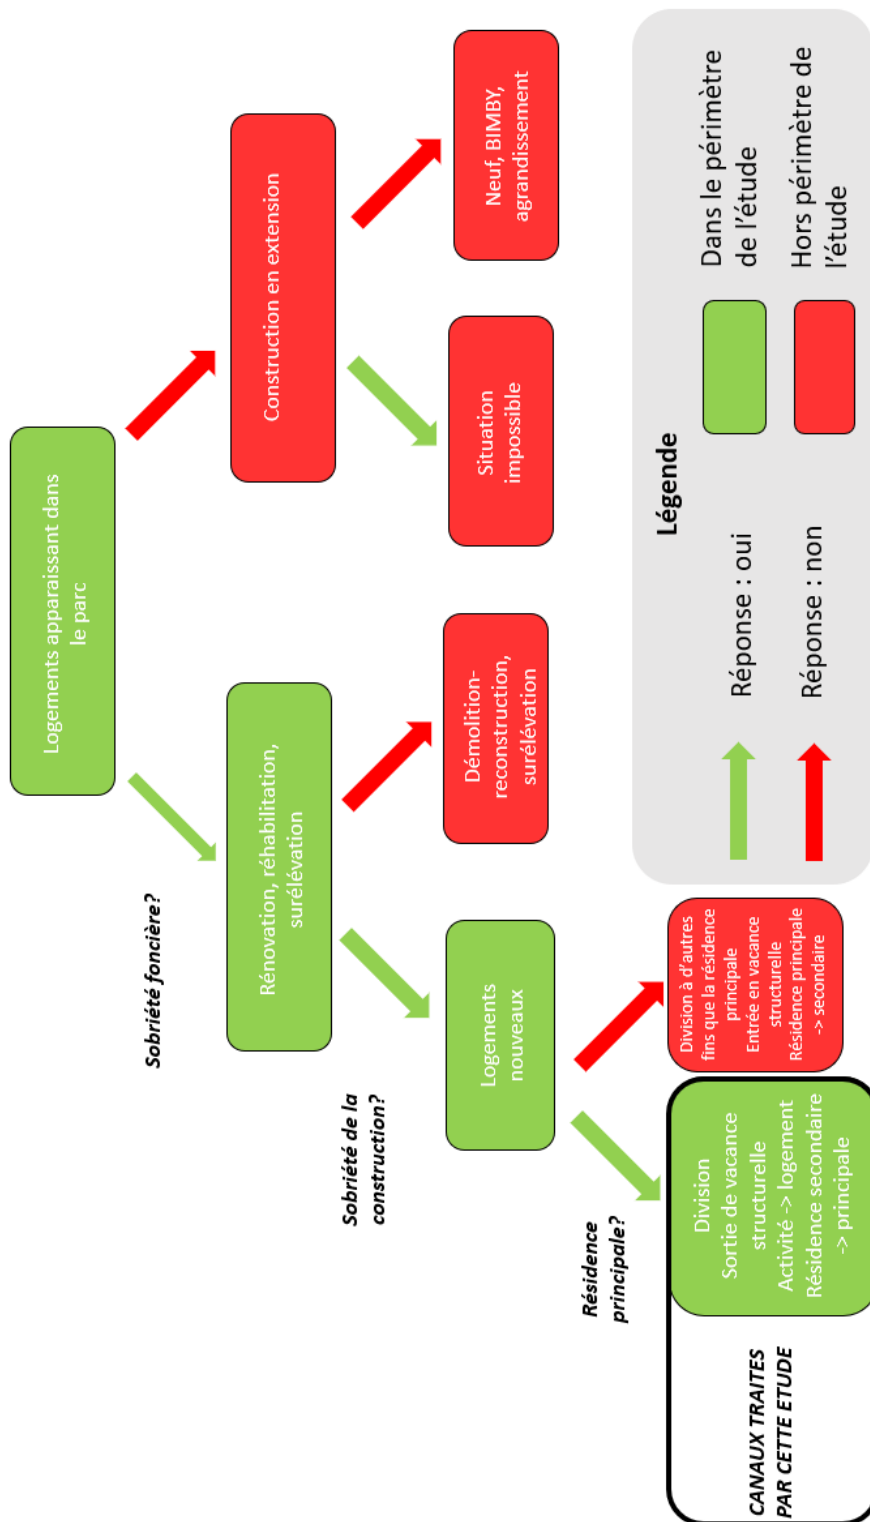 Logements apparaissant dans
le parc
Sobriété foncière?
Rénovation, réhabilitation,
surélévation
Construction en extension
Sobriété de la
construction?
Logements
nouveaux
Démolition-
reconstruction,
surélévation
Situation
impossible
Neuf, BIMBY,
agrandissement
Résidence
principale?
CANAUX TRAITES
PAR CETTE ETUDE
Division
Sortie de vacance
structurelle
Activité -> logement
Résidence secondaire
-> principale
Division à d'autres
fins que la résidence
principale
Entrée en vacance
structurelle
Résidence principale
-> secondaire
Légende
Réponse : oui
Dans le périmètre
de l'étude
Réponse : non
Hors périmètre de
l'étude